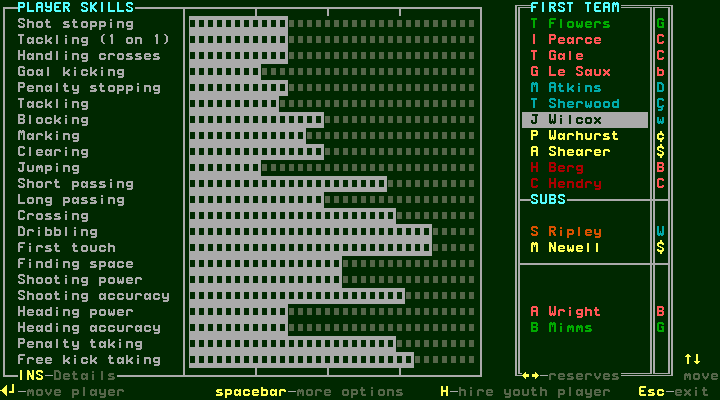 PLAYER SKILLS
Shot stopping
Tackling (1 on 1)
Handling crosses
Goal kicking
Penalty stopping
Tackling
Blocking
Marking
Clearing
Jumping
Short passing
Long passing
Crossing
Dribbling
First touch
Finding space
Shooting power
Shooting accuracy
Heading power
Heading accuracy
Penalty taking
Free kick taking
INS—Details
FIRST TEAM
T Flowers G
I Pearce C
T Gale C
G Le Saux b
M Atkins D
T Sherwood Ç
J Wilcox w
P Warhurst ¢
A Shearer $
H Berg B
C Hendry C
SUBS
S Ripley W
M Newell $
A Wright B
B Mimms G
↑↓
←→—reserves move
↵—move player spacebar—more options H—hire youth player Esc—exit